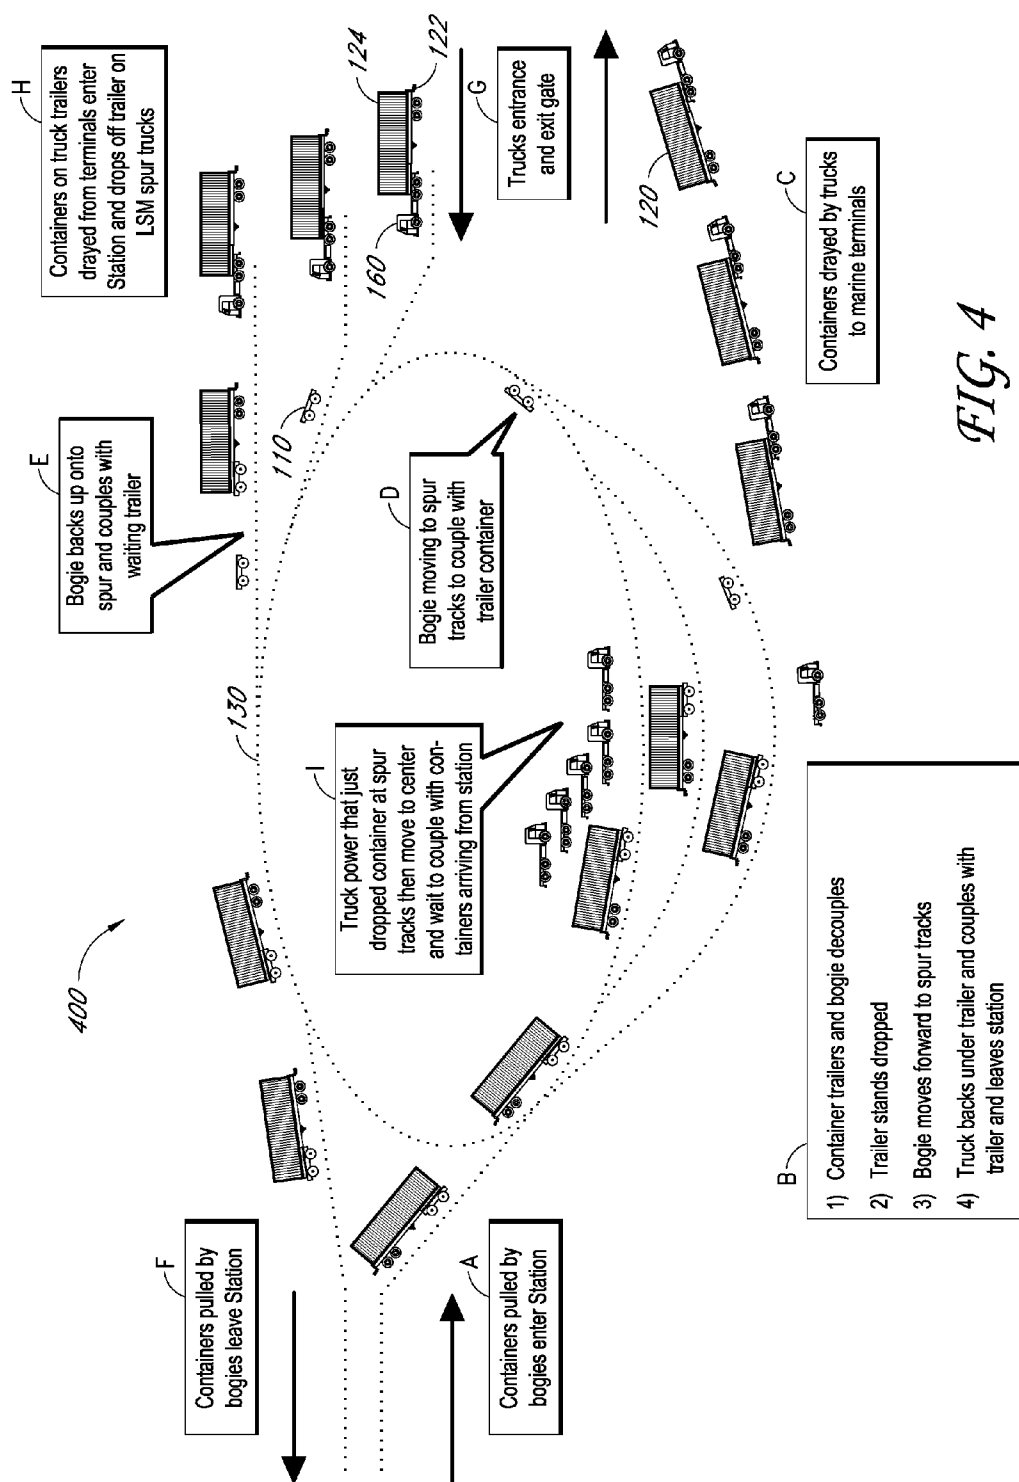 H
Containers on truck trailers
drayed from terminals enter
Station and drops off trailer on
LSM spur trucks
124
122
G
Trucks entrance
and exit gate
160
120
C
Containers drayed by trucks
to marine terminals
E
Bogie backs up onto
spur and couples with
waiting trailer
110
D
Bogie moving to spur
tracks to couple with
trailer container
130
I
Truck power that just
dropped container at spur
tracks then move to center
and wait to couple with con-
tainers arriving from station
400
B
1) Container trailers and bogie decouples
2) Trailer stands dropped
3) Bogie moves forward to spur tracks
4) Truck backs under trailer and couples with
trailer and leaves station
F
Containers pulled by
bogies leave Station
A
Containers pulled by
bogies enter Station
FIG. 4